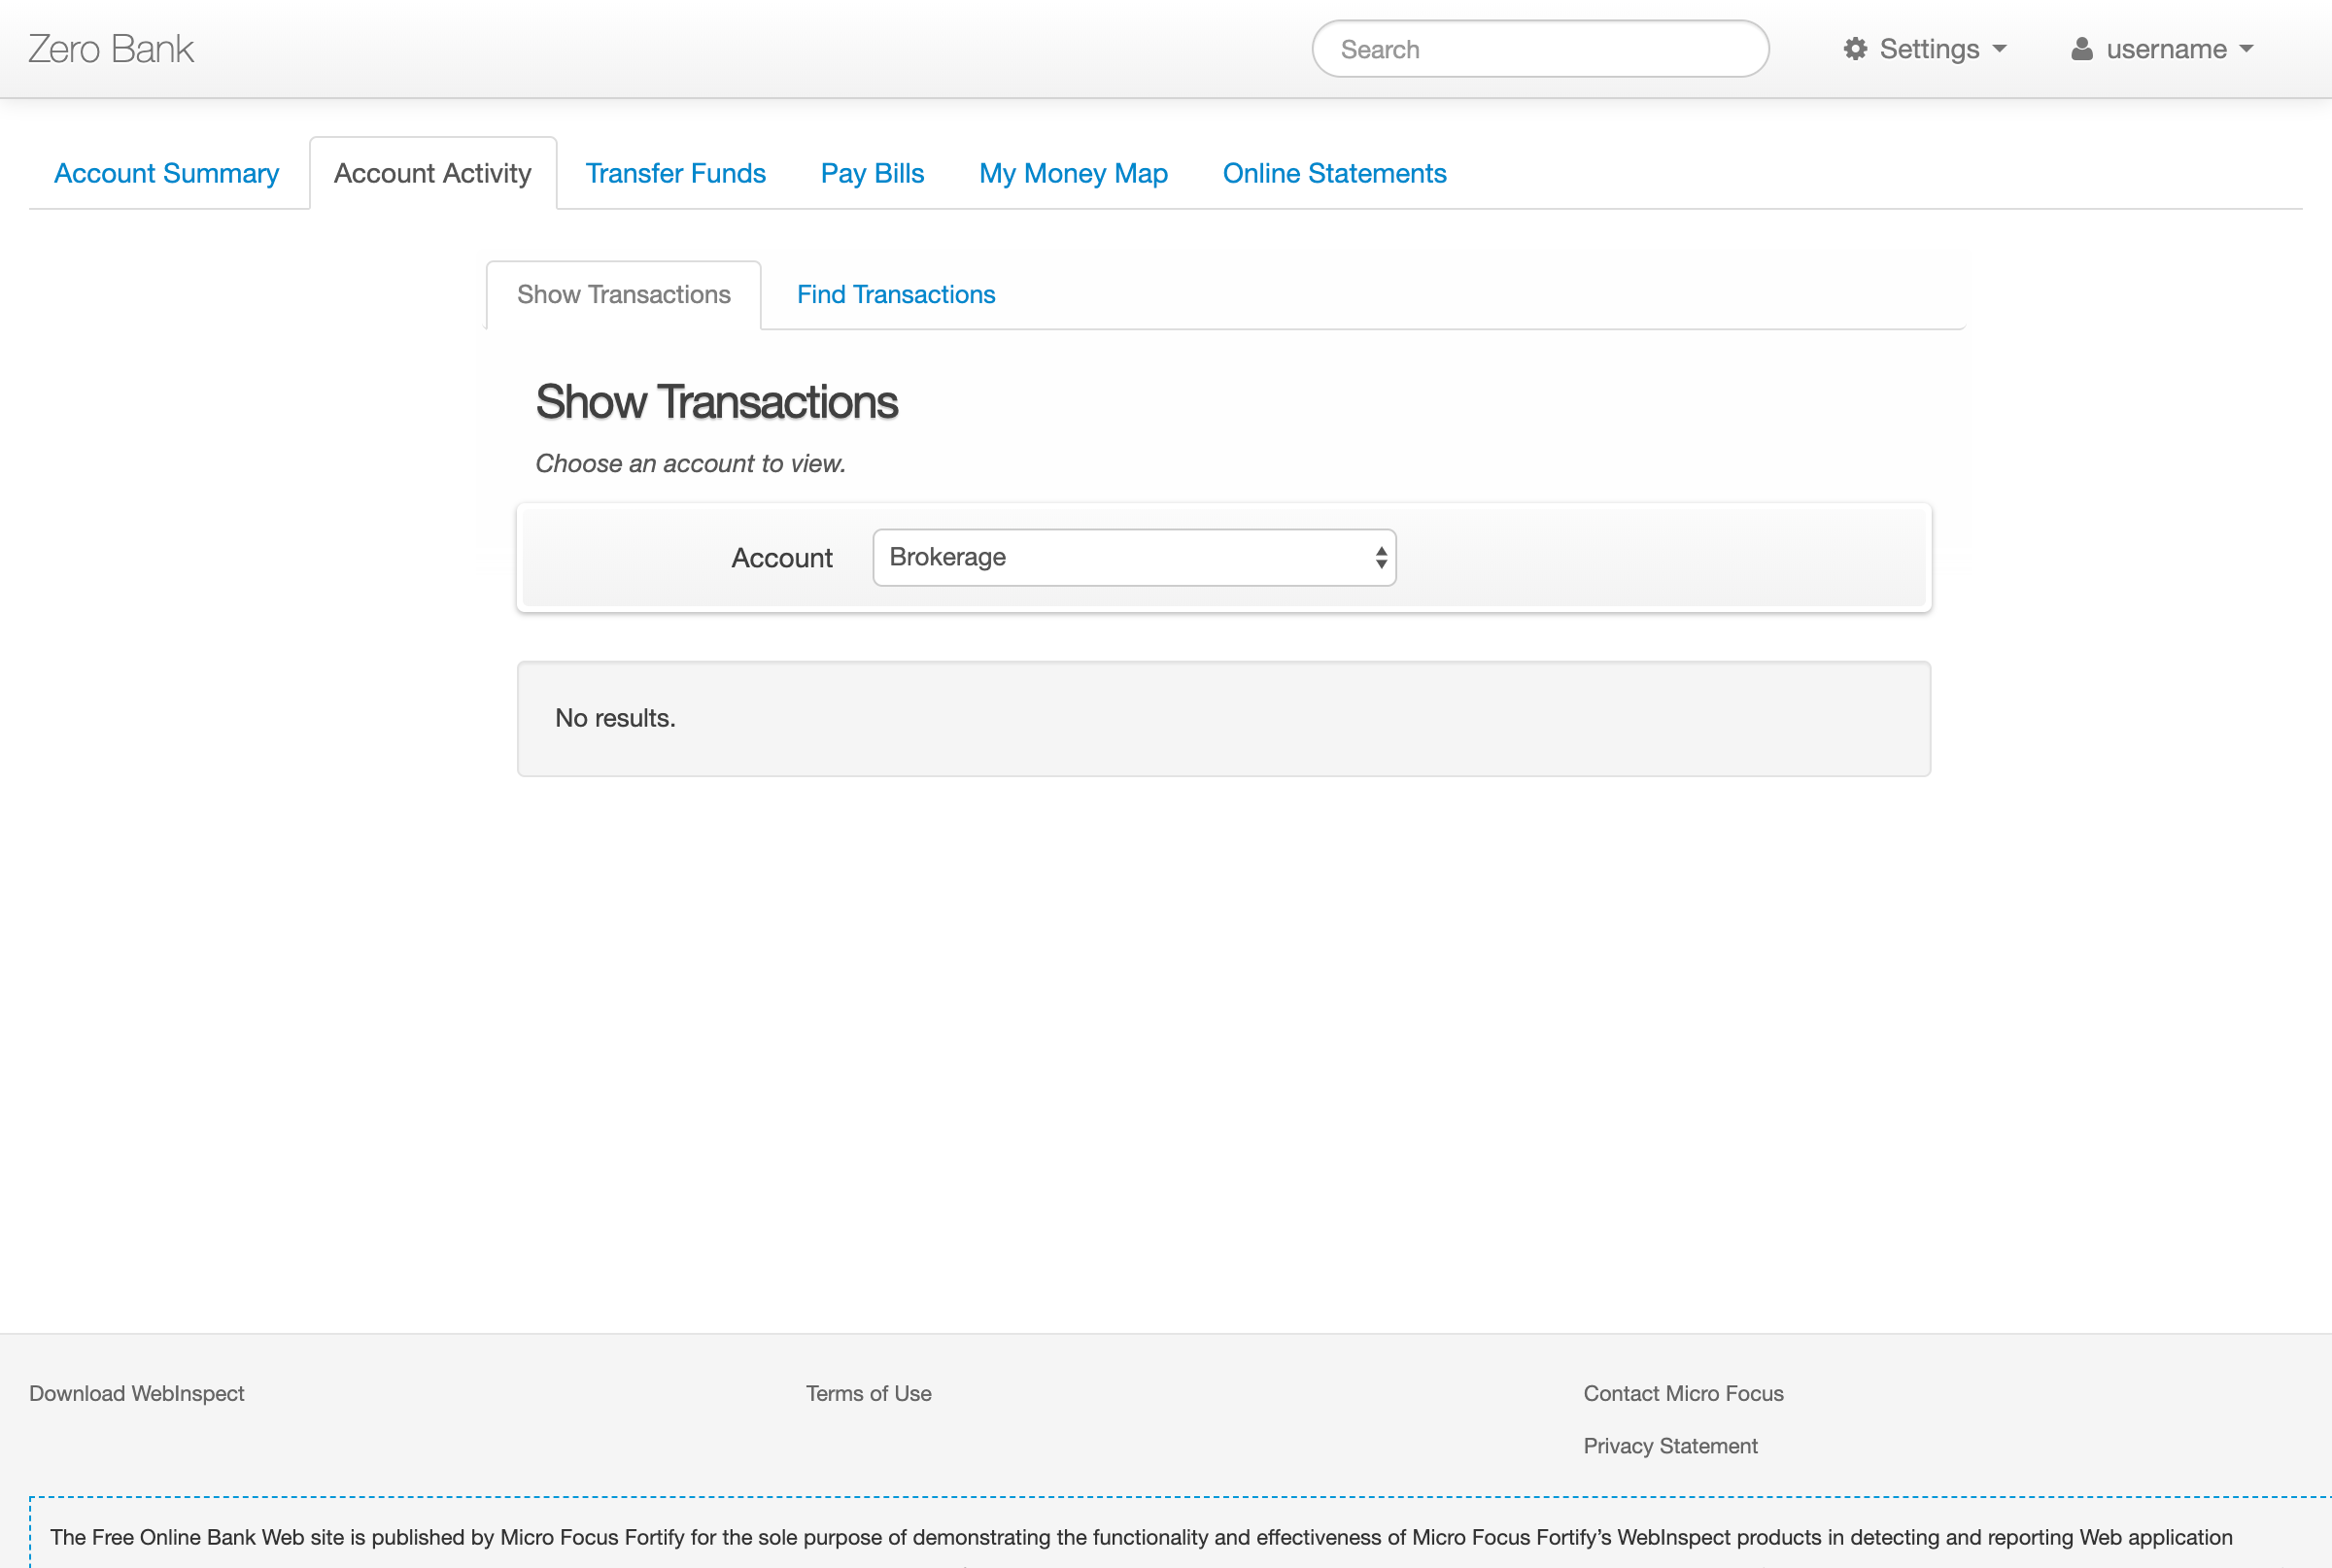 Zero Bank
Search
Settings
username
Account Summary
Account Activity
Transfer Funds
Pay Bills
My Money Map
Online Statements
Show Transactions
Find Transactions
Show Transactions
Choose an account to view.
Account
Brokerage
No results.
Download WebInspect
Terms of Use
Contact Micro Focus
Privacy Statement
The Free Online Bank Web site is published by Micro Focus Fortify for the sole purpose of demonstrating the functionality and effectiveness of Micro Focus Fortify’s WebInspect products in detecting and reporting Web application